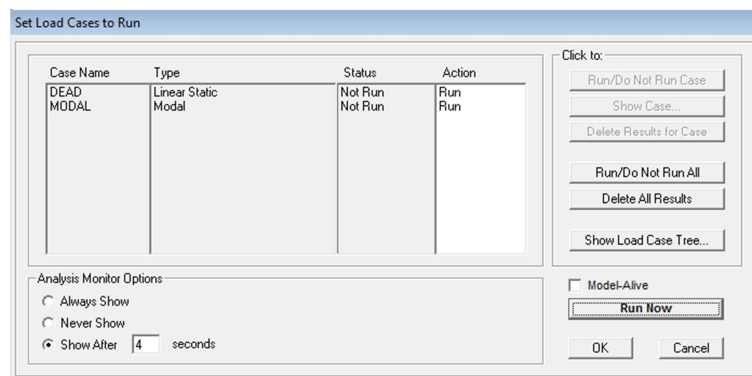 Set Load Cases to Run
Case Name Type Status Action
DEAD Linear Static Not Run Run
MODAL Modal Not Run Run
Click to:
Run/Do Not Run Case
Show Case...
Delete Results for Case
Run/Do Not Run All
Delete All Results
Show Load Case Tree...
Analysis Monitor Options
Always Show
Never Show
Show After 4 seconds
Model-Alive
Run Now
OK Cancel